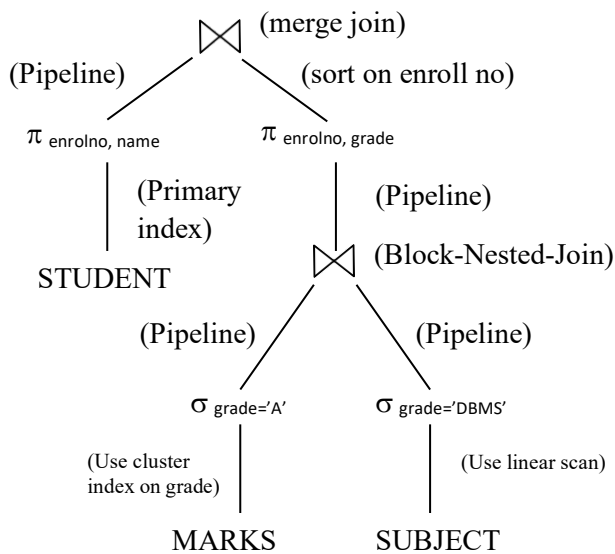 (merge join)
(Pipeline)
(sort on enroll no)
π enrolno, name
π enrolno, grade
(Primary
index)
(Pipeline)
STUDENT
(Block-Nested-Join)
(Pipeline)
(Pipeline)
σ grade=’A’
σ grade=’DBMS’
(Use cluster
index on grade)
(Use linear scan)
MARKS
SUBJECT